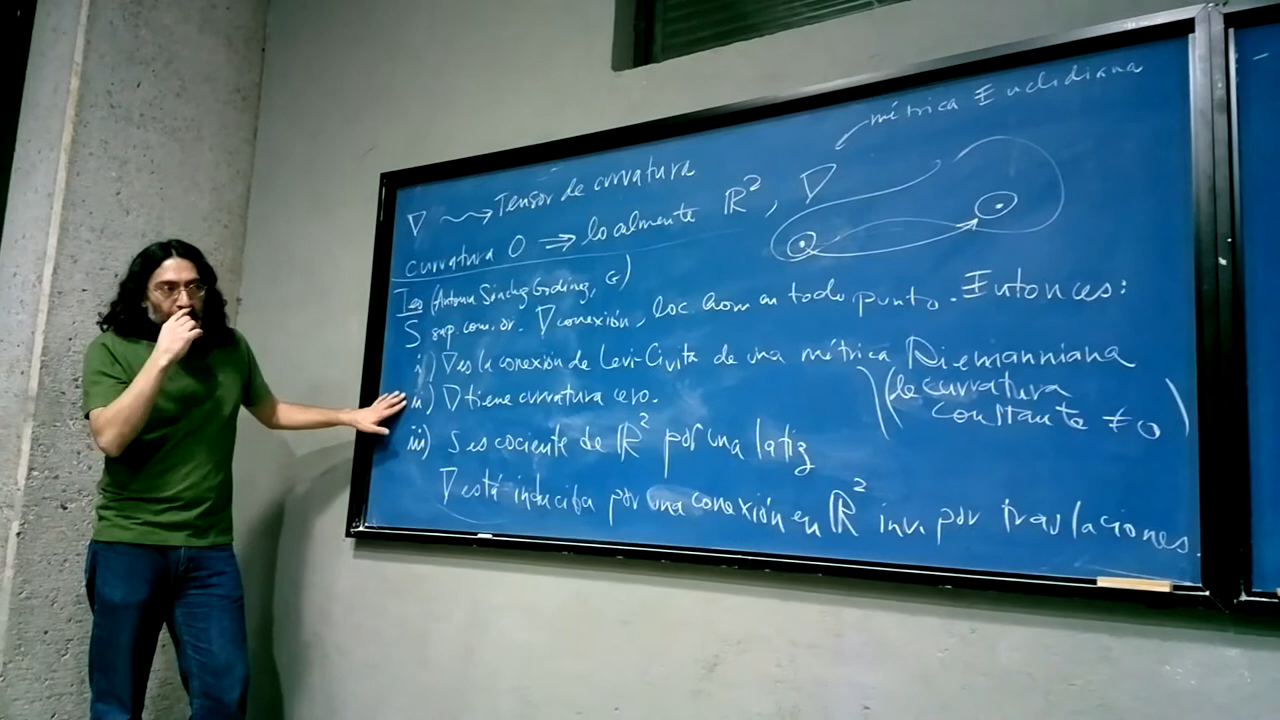 métrica Euclidiana
∇ ⇝ Tensor de curvatura
curvatura 0 ⇒ localmente ℝ², ∇
Teo (Antonio Sánchez Godínez, G)
S sup. com. or. ∇ conexión, loc hom en todo punto. Entonces:
i) ∇ es la conexión de Levi-Civita de una métrica Riemanniana
(de curvatura
constante ≠ 0)
ii) ∇ tiene curvatura cero.
iii) S es cociente de ℝ² por una latiz
∇ está inducida por una conexión en ℝ² inv. por traslaciones.